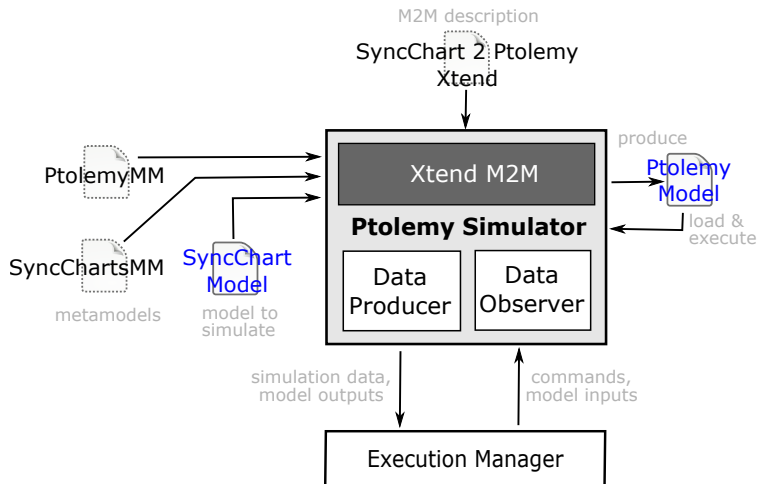 M2M description
SyncChart 2 Ptolemy
Xtend
produce
PtolemyMM
Xtend M2M
Ptolemy
Model
Ptolemy Simulator
load &
execute
SyncChartsMM
SyncChart
Model
Data
Producer
Data
Observer
metamodels
model to
simulate
simulation data,
model outputs
commands,
model inputs
Execution Manager